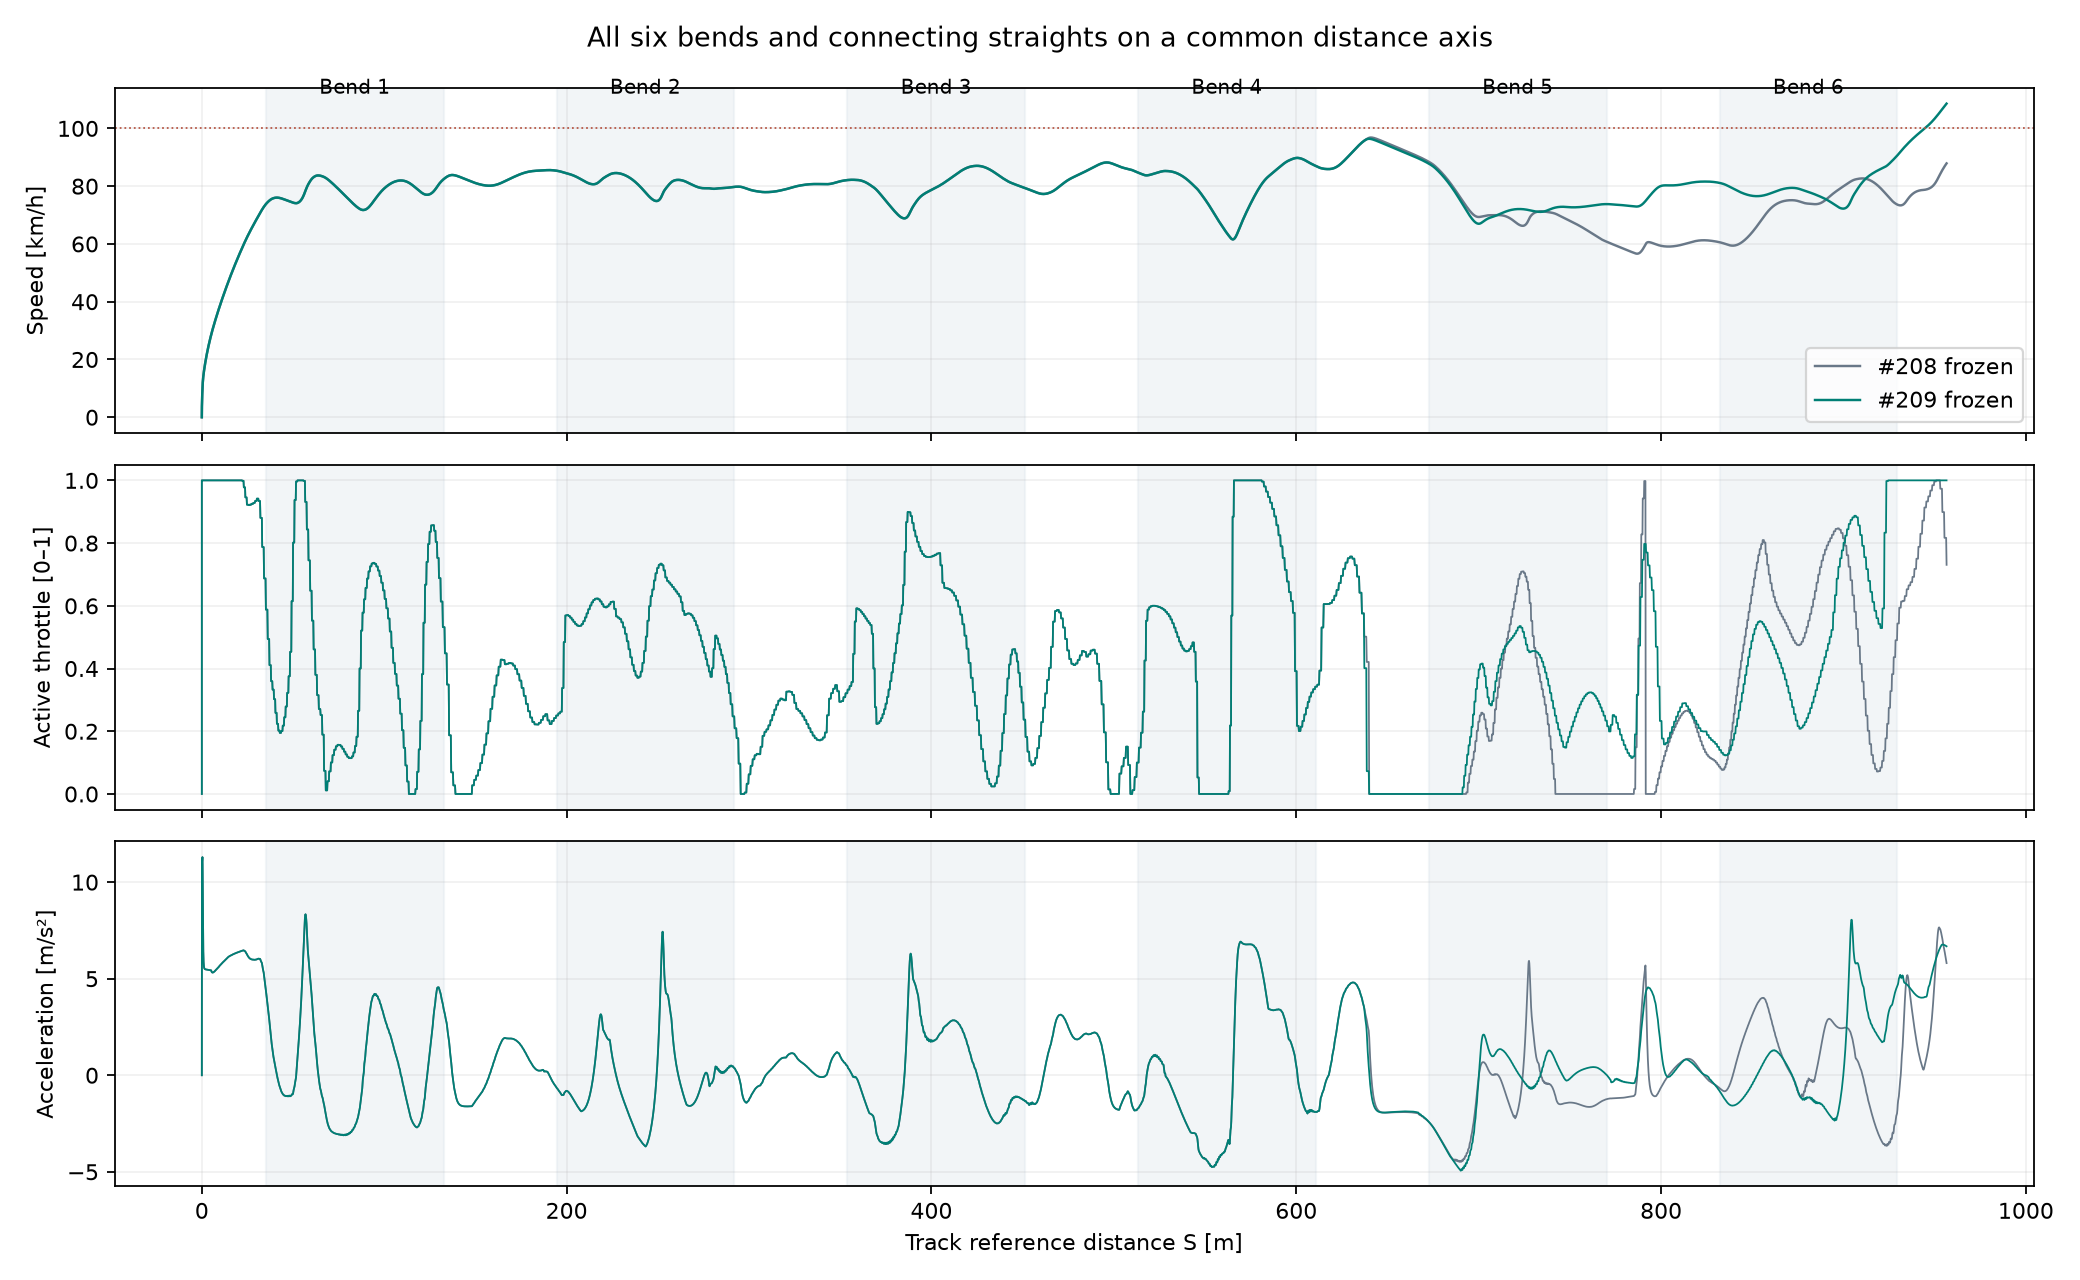 All six bends and connecting straights on a common distance axis
Bend 1
Bend 2
Bend 3
Bend 4
Bend 5
Bend 6
Speed [km/h]
100
80
60
40
20
0
#208 frozen
#209 frozen
Active throttle [0–1]
1.0
0.8
0.6
0.4
0.2
0.0
Acceleration [m/s²]
10
5
0
−5
0
200
400
600
800
1000
Track reference distance S [m]